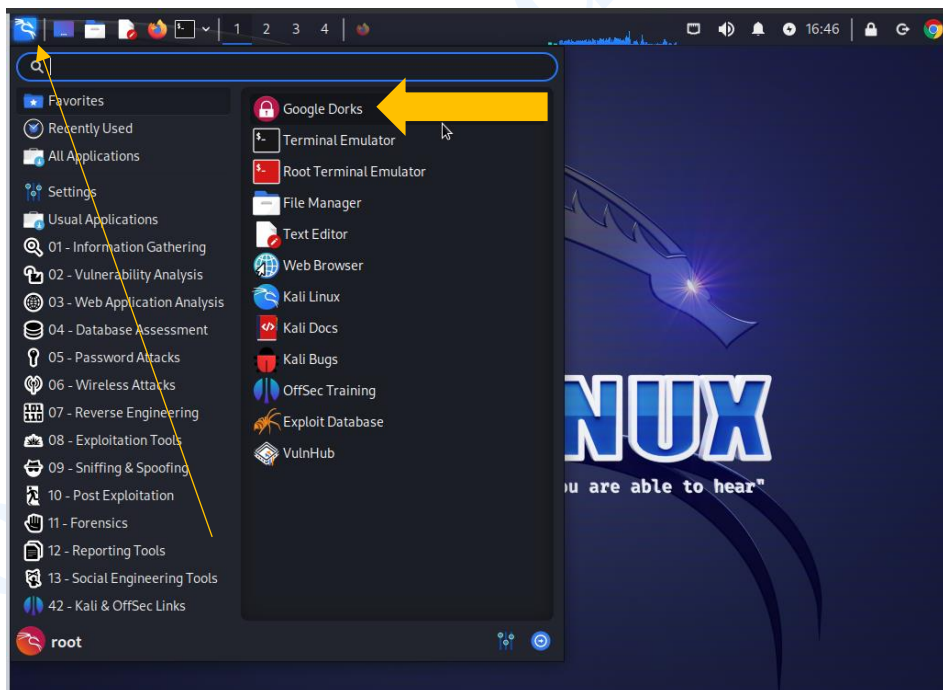 1 2 3 4
16:46
Favorites
Recently Used
All Applications
Settings
Usual Applications
01 - Information Gathering
02 - Vulnerability Analysis
03 - Web Application Analysis
04 - Database Assessment
05 - Password Attacks
06 - Wireless Attacks
07 - Reverse Engineering
08 - Exploitation Tools
09 - Sniffing & Spoofing
10 - Post Exploitation
11 - Forensics
12 - Reporting Tools
13 - Social Engineering Tools
42 - Kali & OffSec Links
Google Dorks
Terminal Emulator
Root Terminal Emulator
File Manager
Text Editor
Web Browser
Kali Linux
Kali Docs
Kali Bugs
OffSec Training
Exploit Database
VulnHub
root
NUX
ou are able to hear"